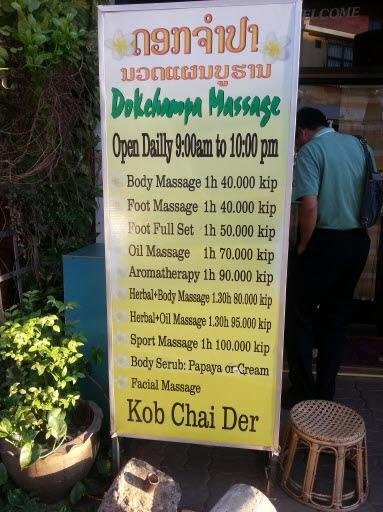 WELCOME
ດອກຈຳປາ
ນວດແຜນບູຮານ
Dokchampa Massage
Open Dailly 9:00am to 10:00 pm
Body Massage 1h 40.000 kip
Foot Massage 1h 40.000 kip
Foot Full Set 1h 50.000 kip
Oil Massage 1h 70.000 kip
Aromatherapy 1h 90.000 kip
Herbal+Body Massage 1.30h 80.000 kip
Herbal+Oil Massage 1.30h 95.000 kip
Sport Massage 1h 100.000 kip
Body Serub: Papaya or Cream
Facial Massage
Kob Chai Der